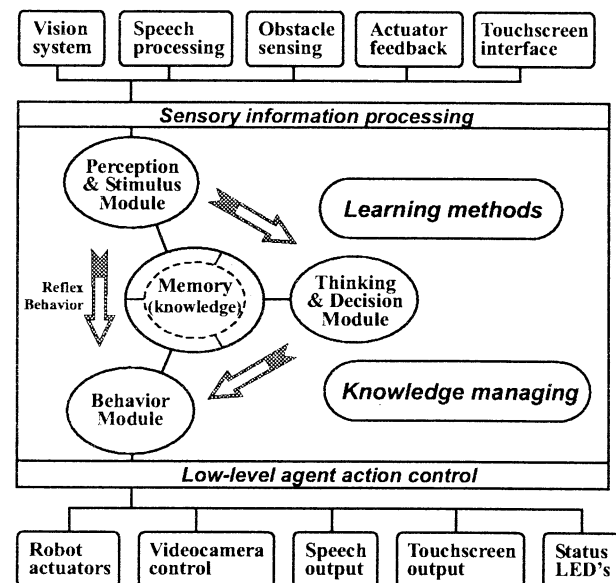 Vision system
Speech processing
Obstacle sensing
Actuator feedback
Touchscreen interface
Sensory information processing
Perception
& Stimulus
Module
Learning methods
Reflex
Behavior
Memory
(knowledge)
Thinking
& Decision
Module
Behavior
Module
Knowledge managing
Low-level agent action control
Robot actuators
Videocamera control
Speech output
Touchscreen output
Status LED's